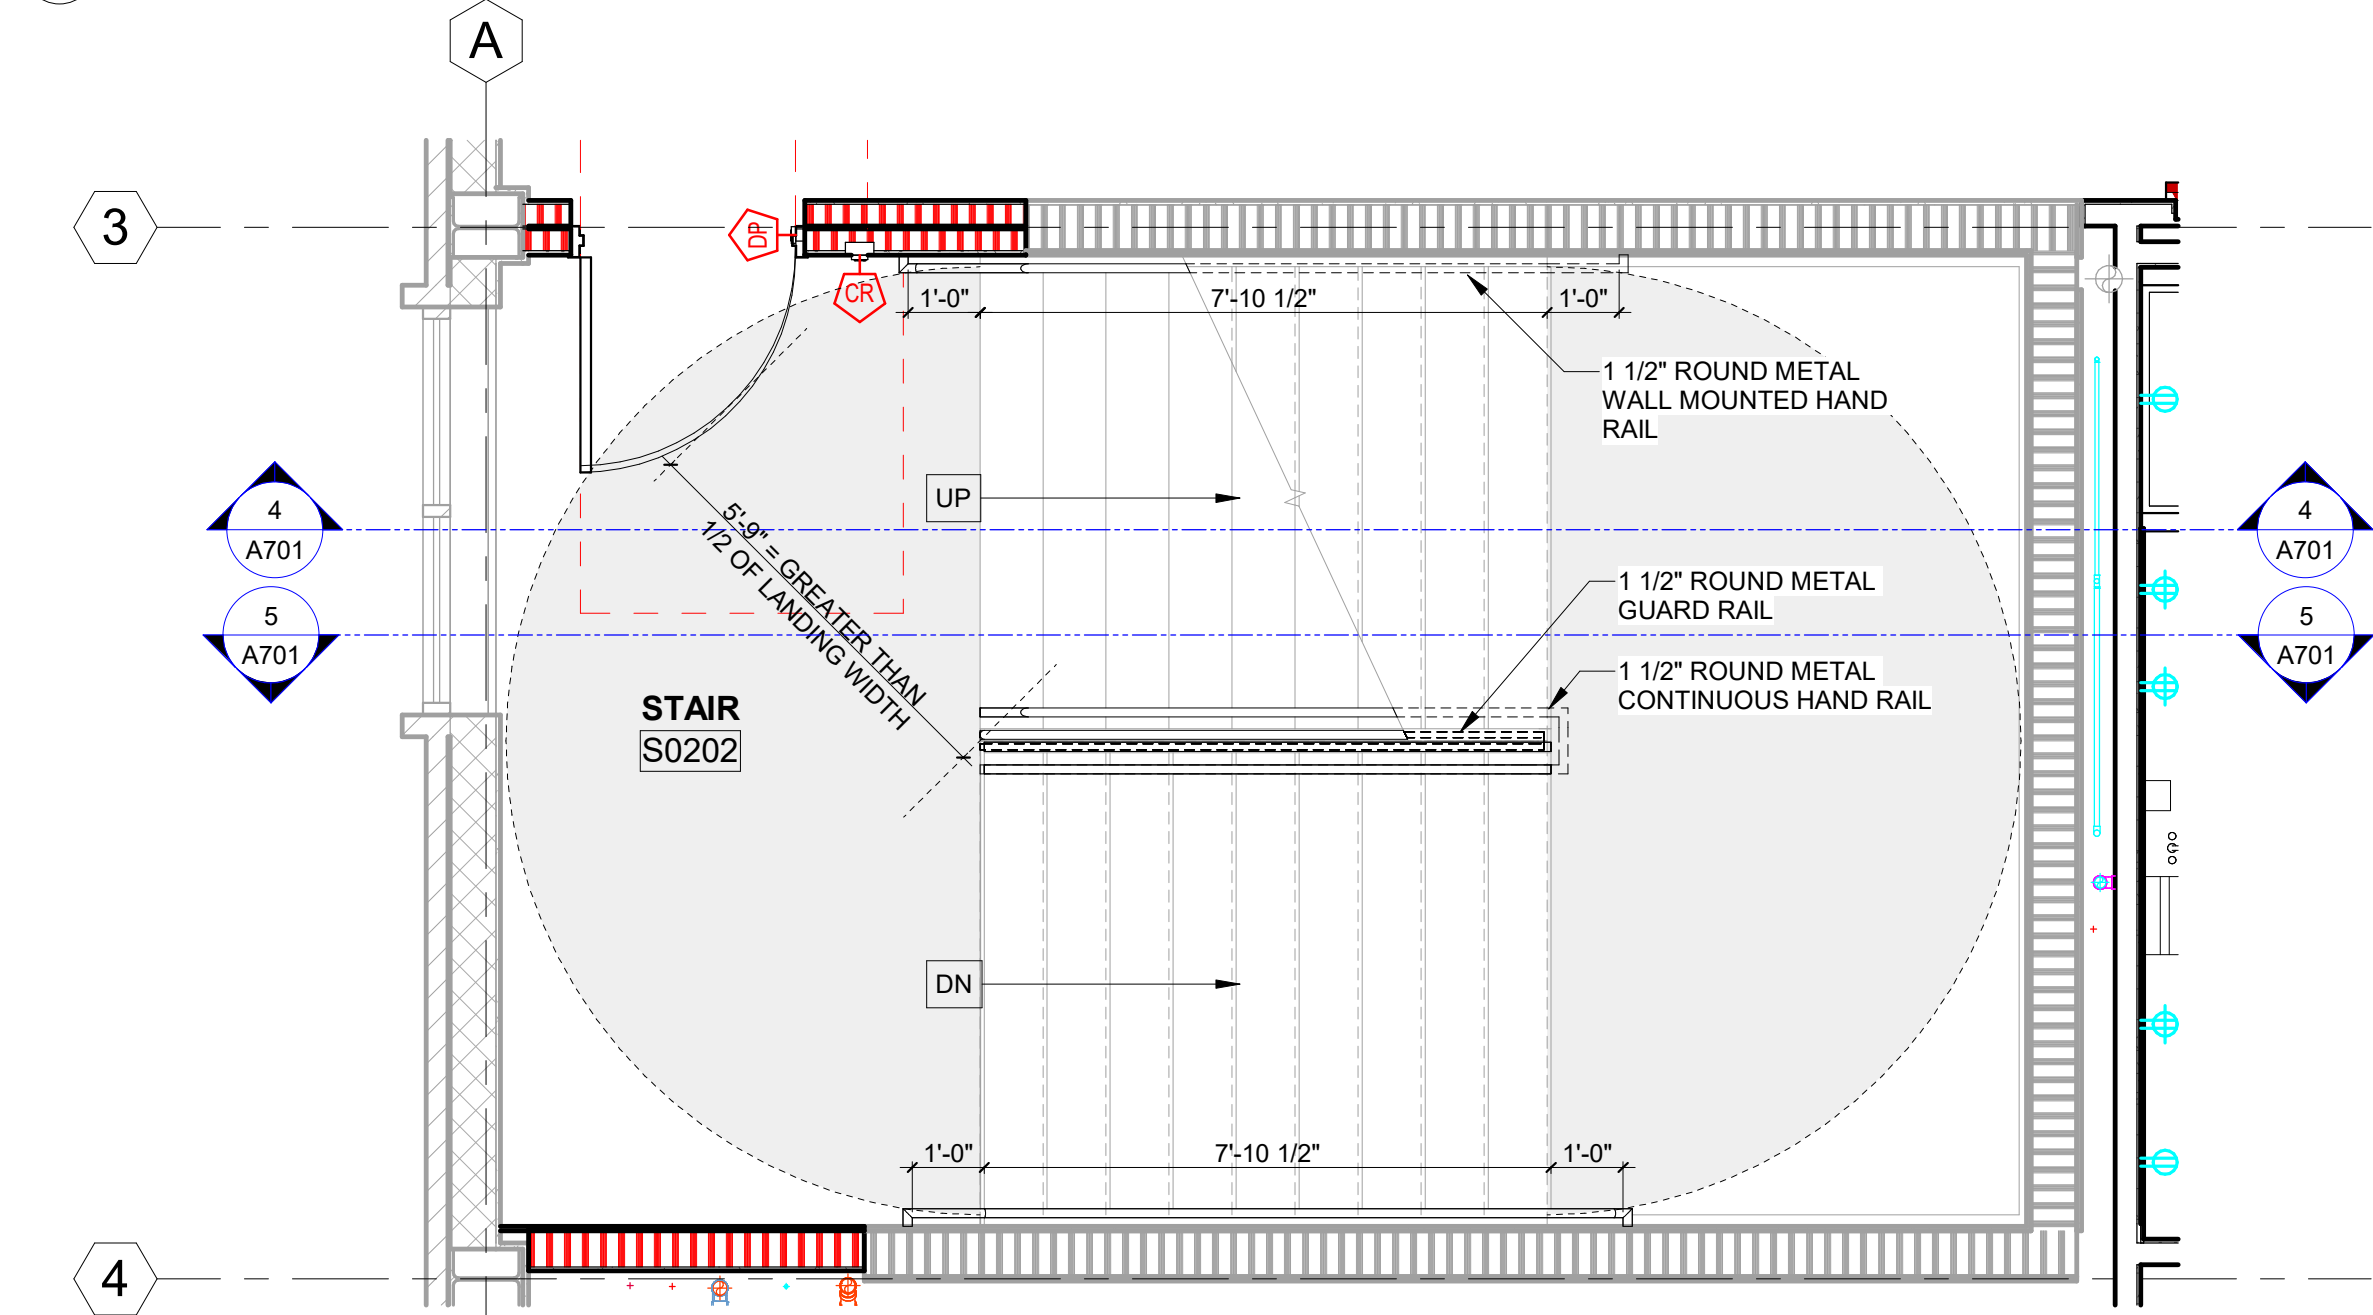 A
3
DP
CR
1'-0"
7'-10 1/2"
1'-0"
1 1/2" ROUND METAL
WALL MOUNTED HAND
RAIL
UP
4
A701
4
A701
5'-9" = GREATER THAN
1/2 OF LANDING WIDTH
1 1/2" ROUND METAL
GUARD RAIL
5
A701
5
A701
1 1/2" ROUND METAL
CONTINUOUS HAND RAIL
STAIR
S0202
DN
1'-0"
7'-10 1/2"
1'-0"
4